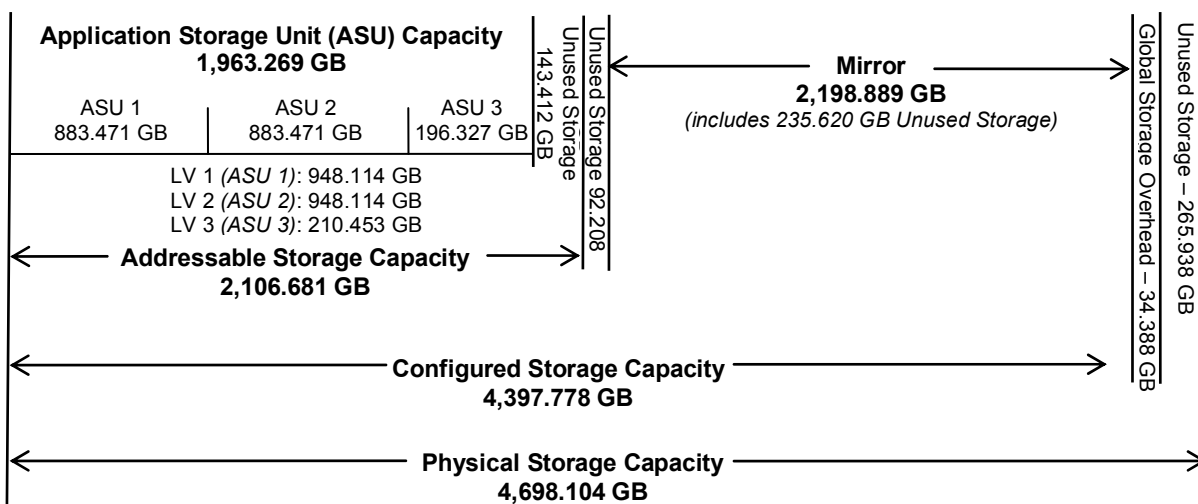 Application Storage Unit (ASU) Capacity
1,963.269 GB
ASU 1
883.471 GB
ASU 2
883.471 GB
ASU 3
196.327 GB
143.412 GB
Unused Storage
Unused Storage 92.208
Mirror
2,198.889 GB
(includes 235.620 GB Unused Storage)
Global Storage Overhead – 34.388 GB
Unused Storage – 265.938 GB
LV 1 (ASU 1): 948.114 GB
LV 2 (ASU 2): 948.114 GB
LV 3 (ASU 3): 210.453 GB
Addressable Storage Capacity
2,106.681 GB
Configured Storage Capacity
4,397.778 GB
Physical Storage Capacity
4,698.104 GB